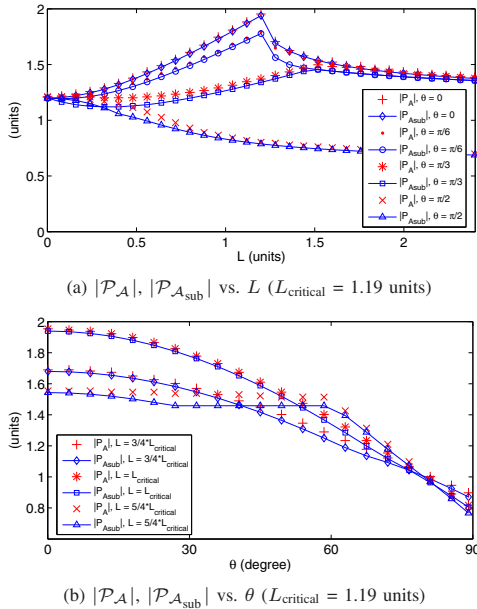 2
1.5
1
0.5
0
(units)
0
0.5
1
1.5
2
L (units)
|P_A|, θ = 0
|P_Asub|, θ = 0
|P_A|, θ = π/6
|P_Asub|, θ = π/6
|P_A|, θ = π/3
|P_Asub|, θ = π/3
|P_A|, θ = π/2
|P_Asub|, θ = π/2
(a) |𝒫_𝒜|, |𝒫_𝒜sub| vs. L (L_critical = 1.19 units)
2
1.8
1.6
1.4
1.2
1
0.8
(units)
0
30
60
90
θ (degree)
|P_A|, L = 3/4*L_critical
|P_Asub|, L = 3/4*L_critical
|P_A|, L = L_critical
|P_Asub|, L = L_critical
|P_A|, L = 5/4*L_critical
|P_Asub|, L = 5/4*L_critical
(b) |𝒫_𝒜|, |𝒫_𝒜sub| vs. θ (L_critical = 1.19 units)